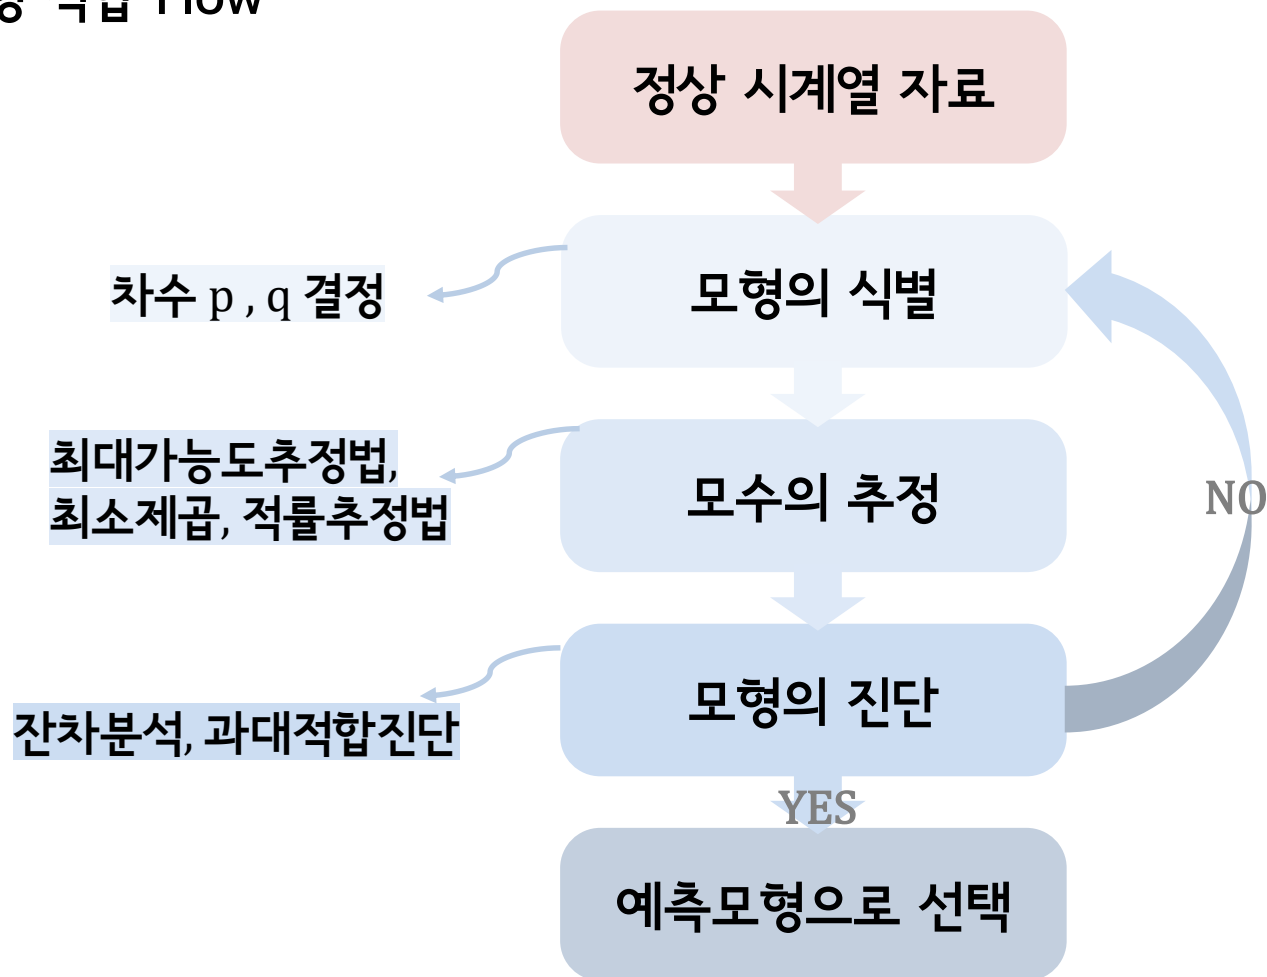 적합 Flow
정상 시계열 자료
모형의 식별
차수 p , q 결정
최대가능도추정법,
최소제곱, 적률추정법
모수의 추정
NO
모형의 진단
잔차분석, 과대적합진단
YES
예측모형으로 선택